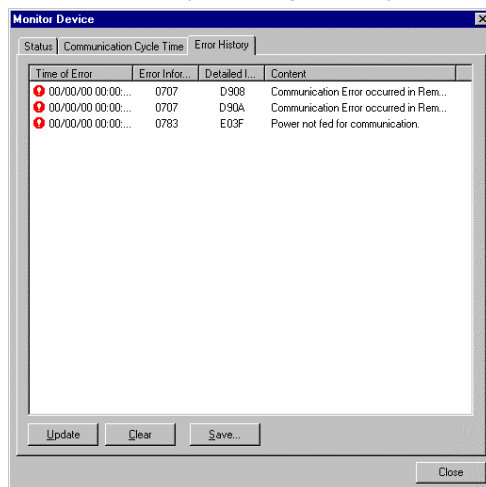 Monitor Device
Status Communication Cycle Time Error History
Time of Error Error Infor... Detailed I... Content
00/00/00 00:00:... 0707 D908 Communication Error occurred in Rem...
00/00/00 00:00:... 0707 D90A Communication Error occurred in Rem...
00/00/00 00:00:... 0783 E03F Power not fed for communication.
Update Clear Save...
Close